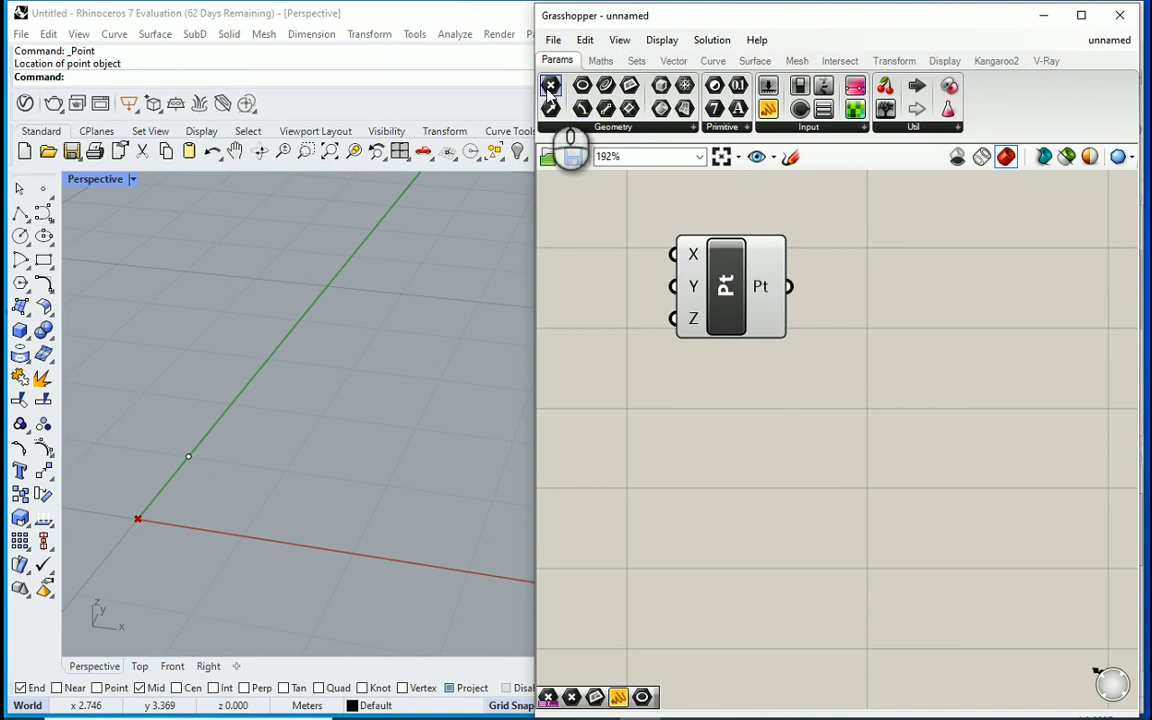 Untitled - Rhinoceros 7 Evaluation (62 Days Remaining) - [Perspective]
File Edit View Curve Surface SubD Solid Mesh Dimension Transform Tools Analyze Render Pa
Command: _Point
Location of point object
Command:
Standard CPlanes Set View Display Select Viewport Layout Visibility Transform Curve Tools
Perspective
z
y
x
Perspective Top Front Right
End Near Point Mid Cen Int Perp Tan Quad Knot Vertex Project Disa
World x 2.746 y 3.369 z 0.000 Meters Default Grid Snap
Grasshopper - unnamed
File Edit View Display Solution Help unnamed
Params Maths Sets Vector Curve Surface Mesh Intersect Transform Display Kangaroo2 V-Ray
Geometry Primitive Input Util
192%
X
Y
Z
Pt
Pt
0